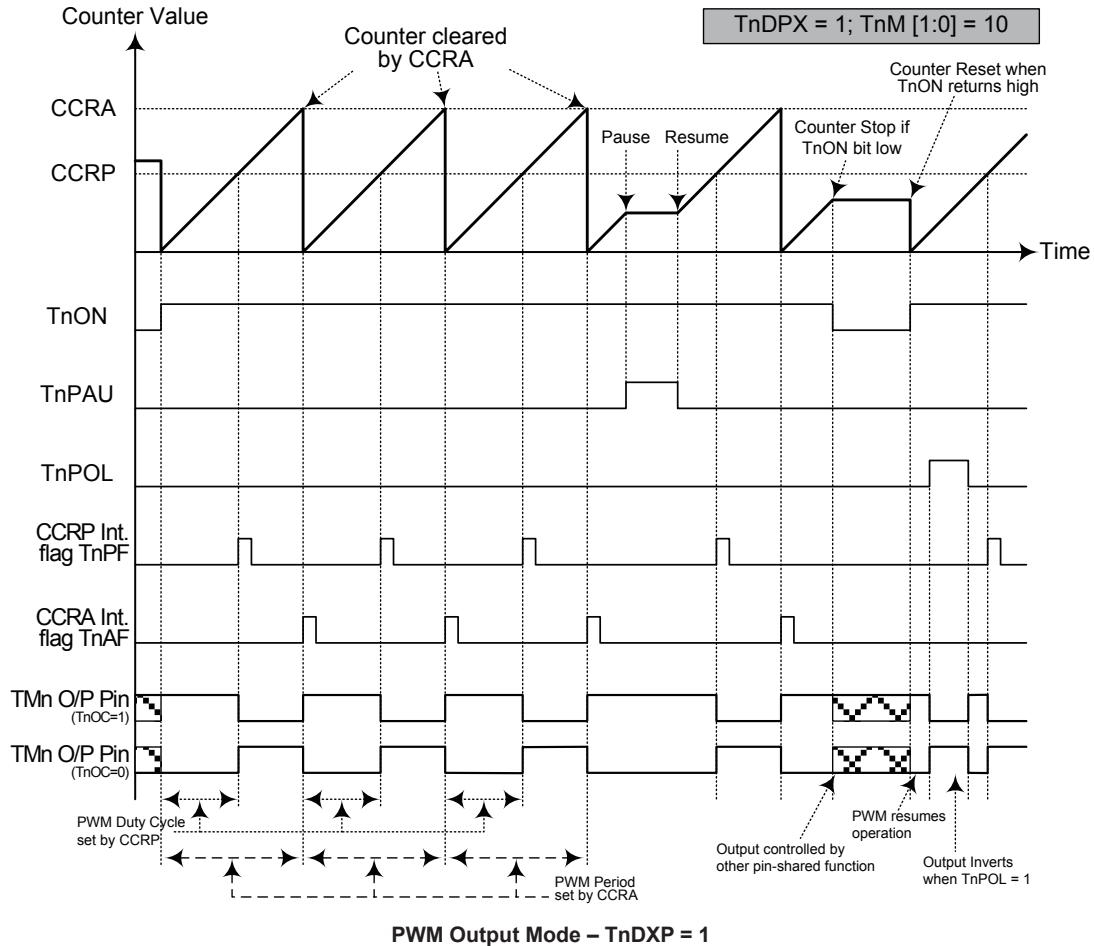 Counter Value
TnDPX = 1; TnM [1:0] = 10
Counter cleared
by CCRA
Counter Reset when
TnON returns high
CCRA
Pause
Resume
Counter Stop if
TnON bit low
CCRP
Time
TnON
TnPAU
TnPOL
CCRP Int.
flag TnPF
CCRA Int.
flag TnAF
TMn O/P Pin
(TnOC=1)
TMn O/P Pin
(TnOC=0)
PWM Duty Cycle
set by CCRP
PWM resumes
operation
Output controlled by
other pin-shared function
Output Inverts
when TnPOL = 1
PWM Period
set by CCRA
PWM Output Mode – TnDXP = 1